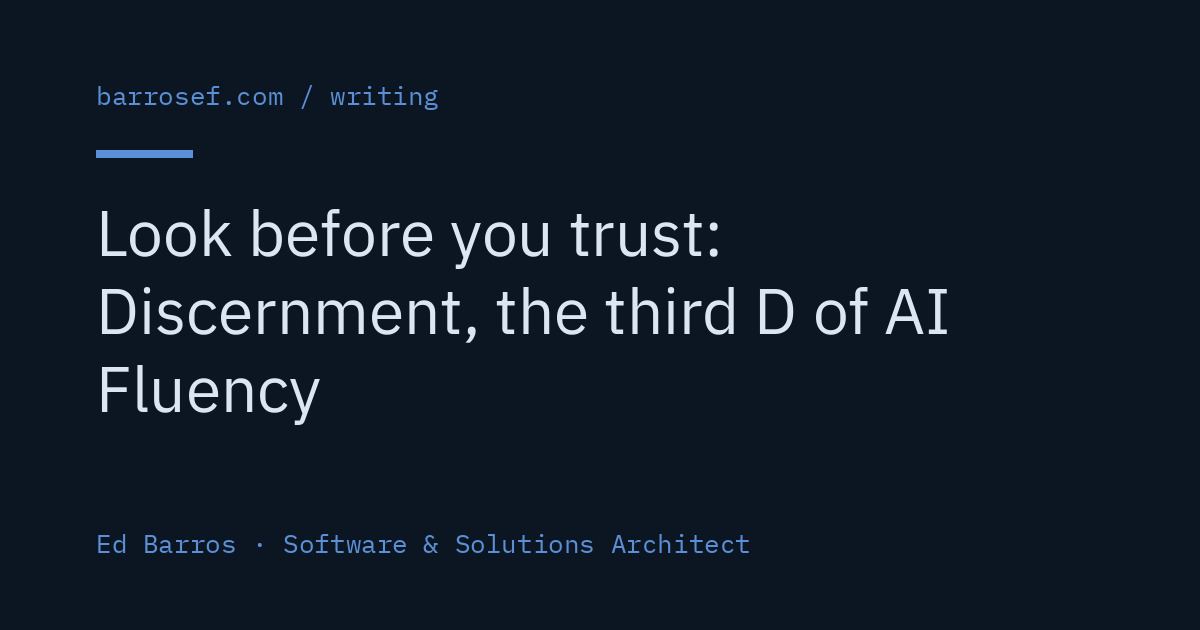 barrosef.com / writing
Look before you trust:
Discernment, the third D of AI
Fluency
Ed Barros · Software & Solutions Architect